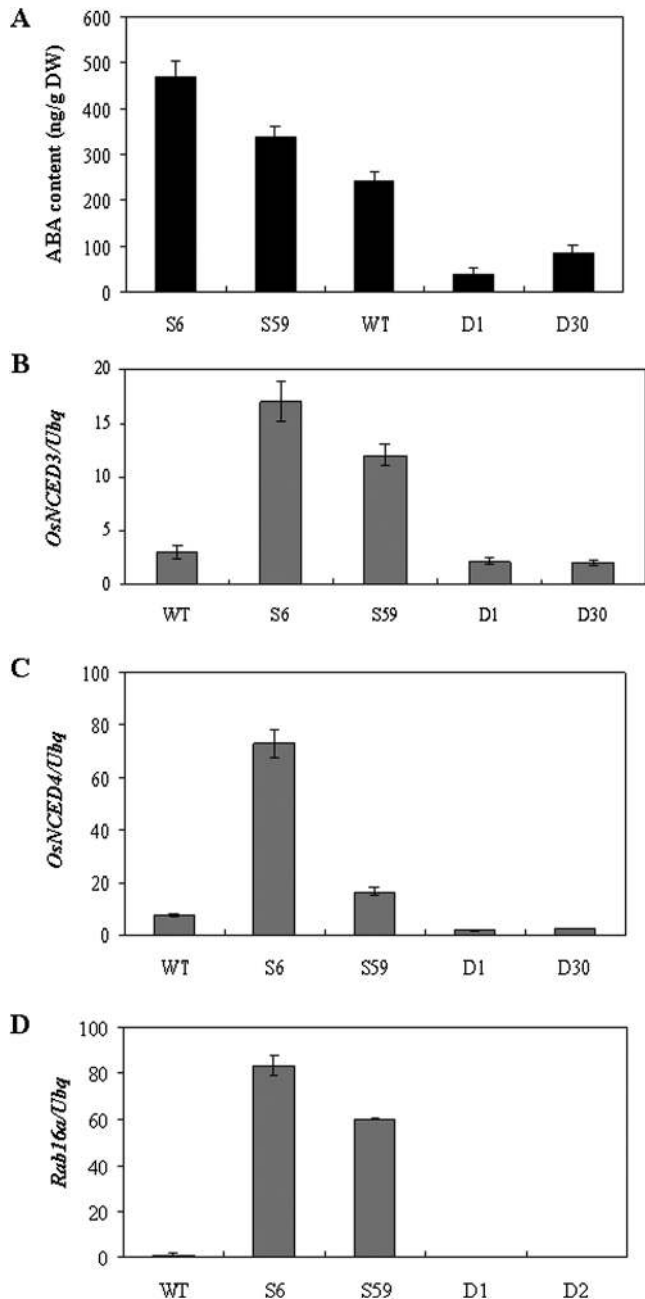 A
ABA content (ng/g DW)
600
500
400
300
200
100
0
S6 S59 WT D1 D30
B
OsNCED3/Ubq
20
15
10
5
0
WT S6 S59 D1 D30
C
OsNCED4/Ubq
100
80
60
40
20
0
WT S6 S59 D1 D30
D
Rab16a/Ubq
100
80
60
40
20
0
WT S6 S59 D1 D2